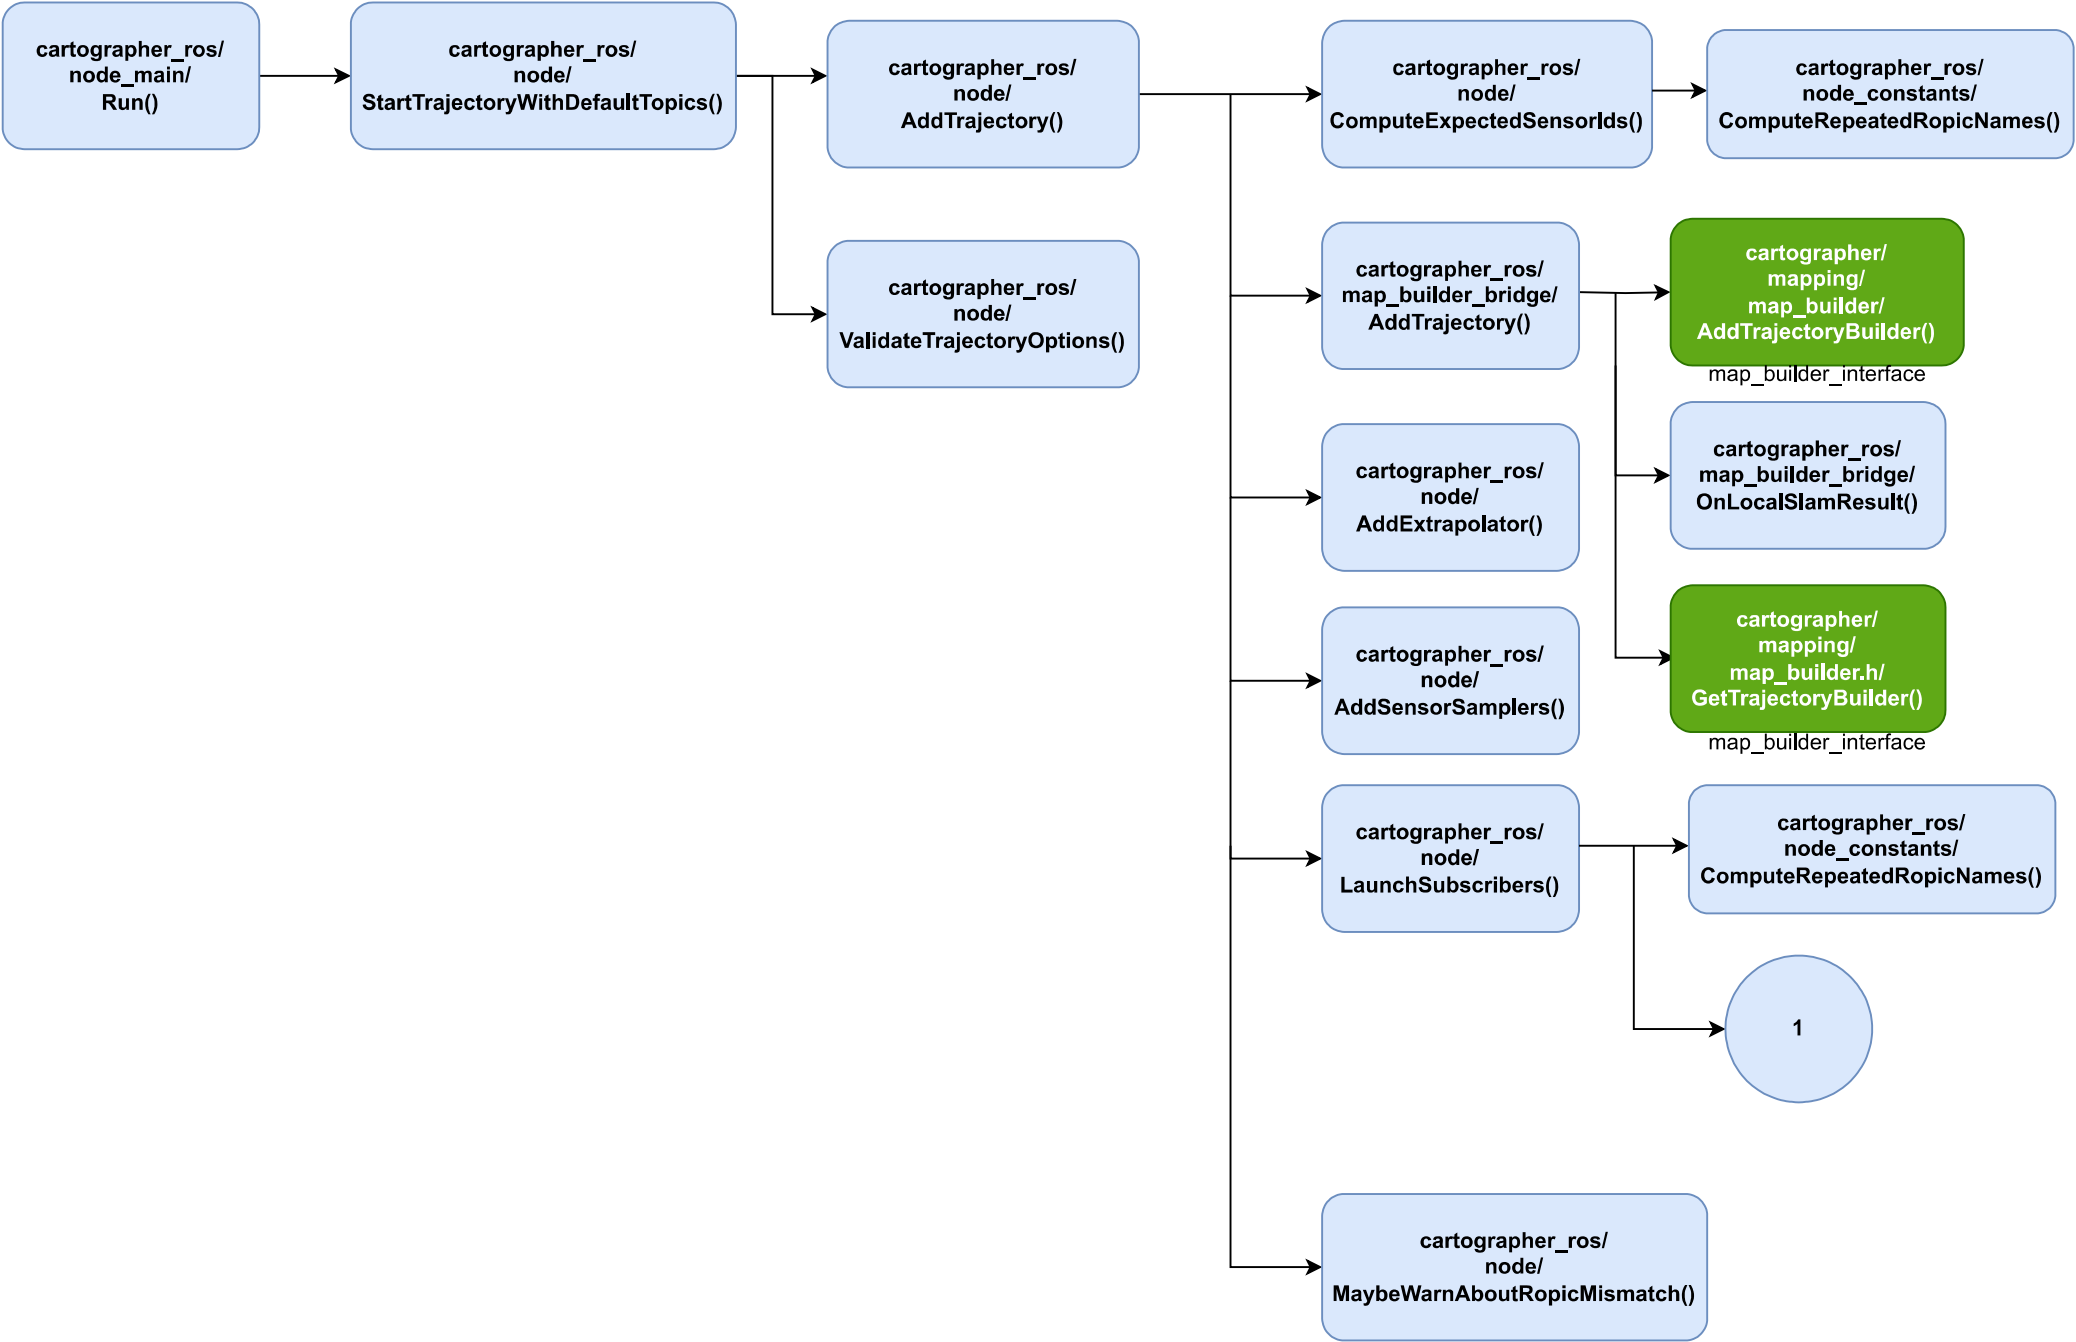 cartographer_ros/
node_main/
Run()
cartographer_ros/
node/
StartTrajectoryWithDefaultTopics()
cartographer_ros/
node/
AddTrajectory()
cartographer_ros/
node/
ComputeExpectedSensorIds()
cartographer_ros/
node_constants/
ComputeRepeatedRopicNames()
cartographer_ros/
node/
ValidateTrajectoryOptions()
cartographer_ros/
map_builder_bridge/
AddTrajectory()
cartographer/
mapping/
map_builder/
AddTrajectoryBuilder()
map_builder_interface
cartographer_ros/
map_builder_bridge/
OnLocalSlamResult()
cartographer_ros/
node/
AddExtrapolator()
cartographer/
mapping/
map_builder.h/
GetTrajectoryBuilder()
map_builder_interface
cartographer_ros/
node/
AddSensorSamplers()
cartographer_ros/
node/
LaunchSubscribers()
cartographer_ros/
node_constants/
ComputeRepeatedRopicNames()
1
cartographer_ros/
node/
MaybeWarnAboutRopicMismatch()